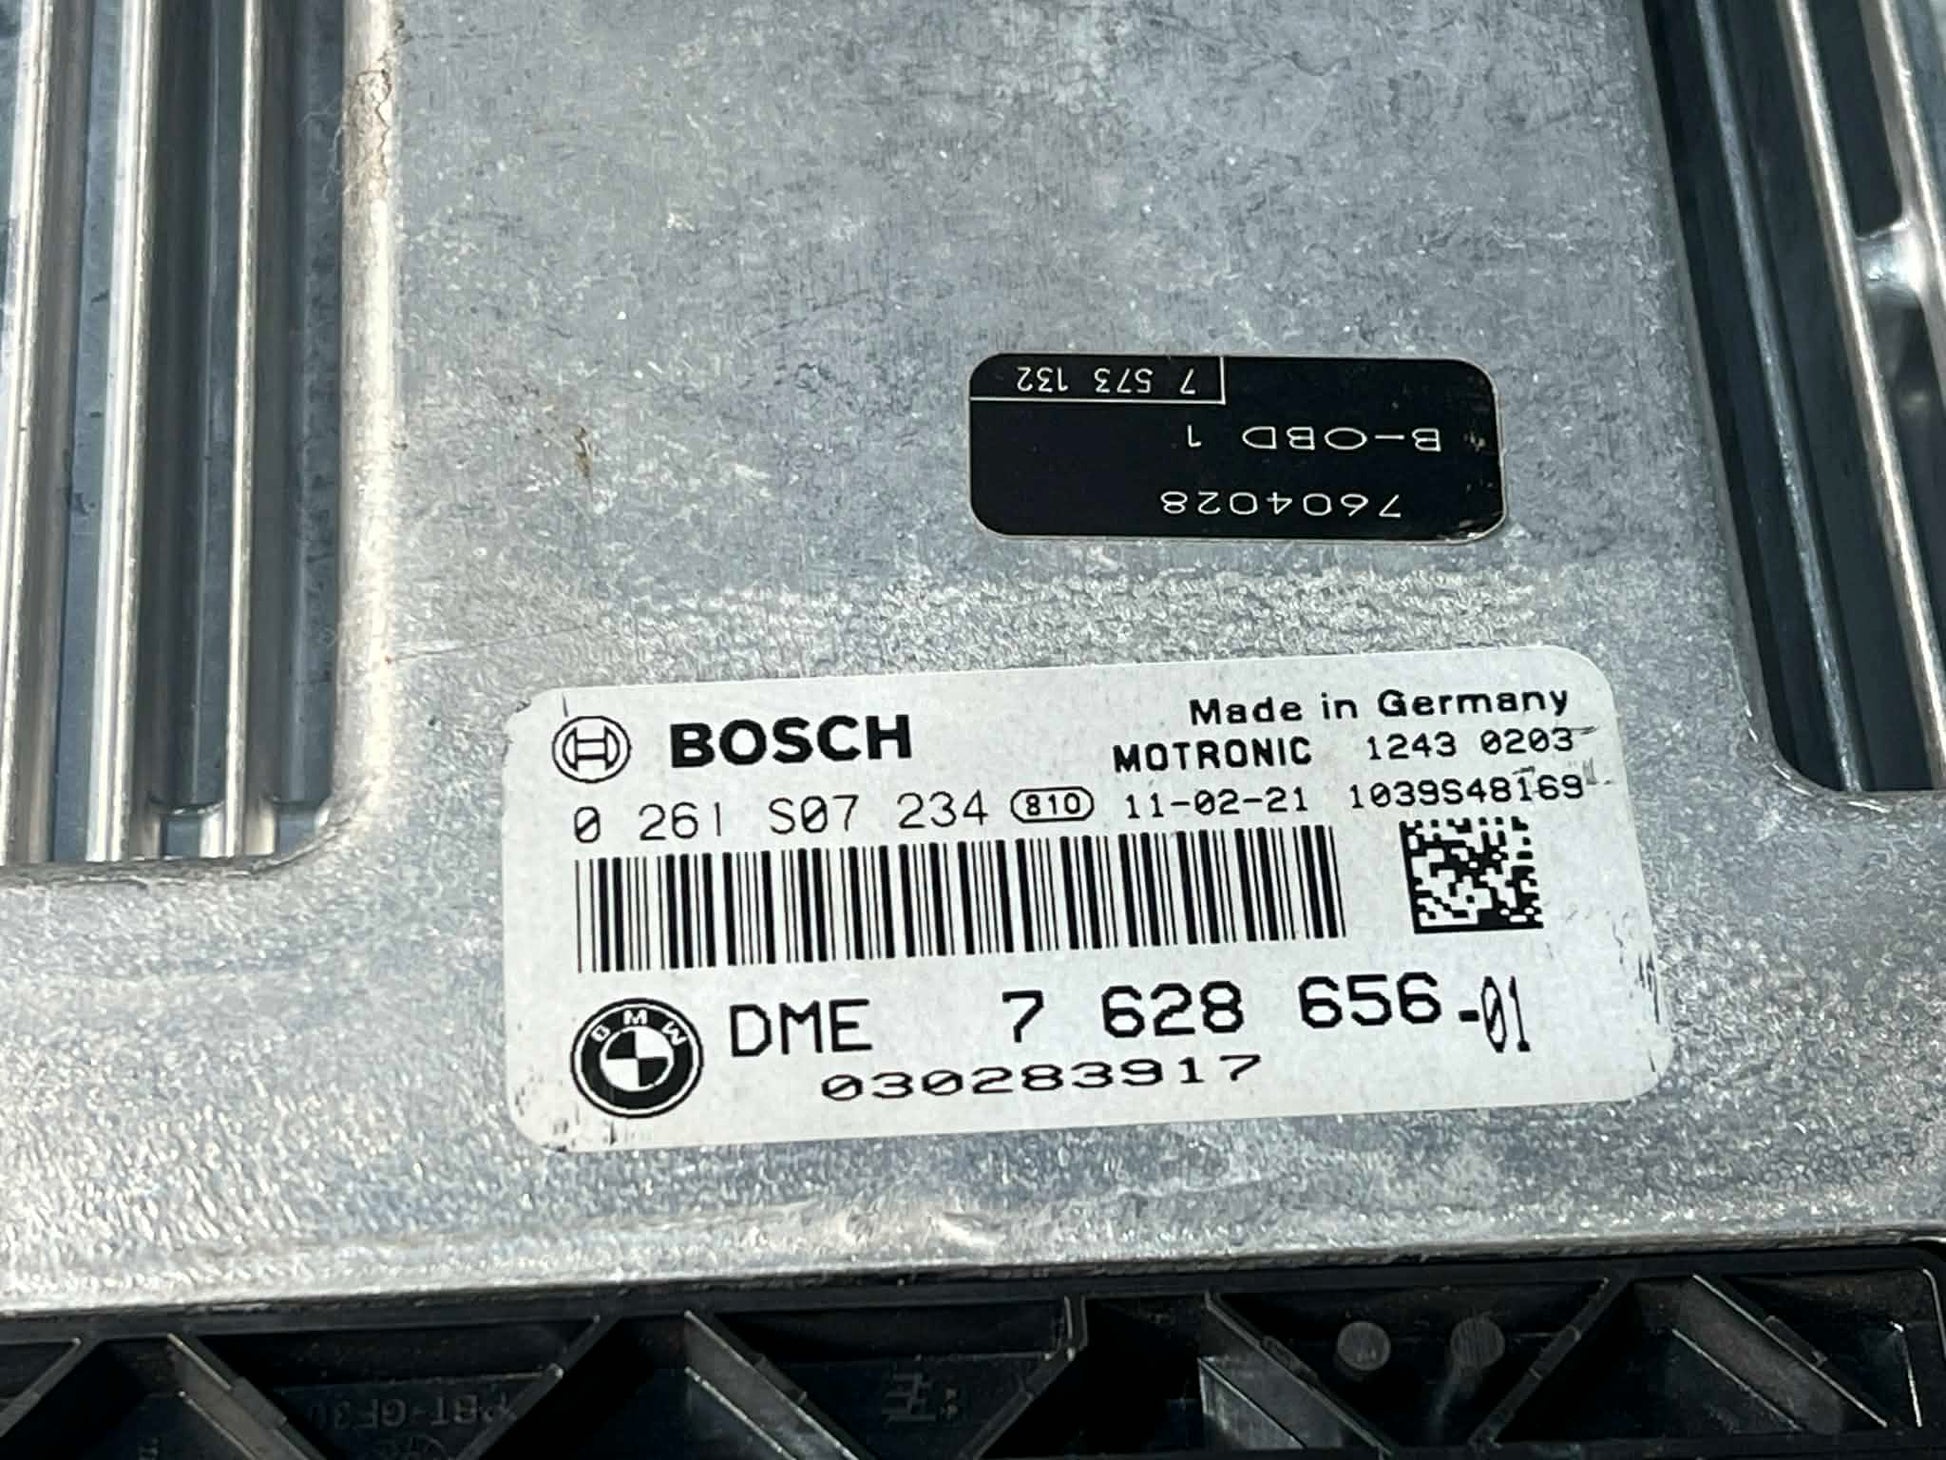 7 573 132
B-OBD 1
7604028
BOSCH
Made in Germany
MOTRONIC 1243 0203
0 261 S07 234 810 11-02-21 1039S48169
BMW
DME 7 628 656-01
030283917